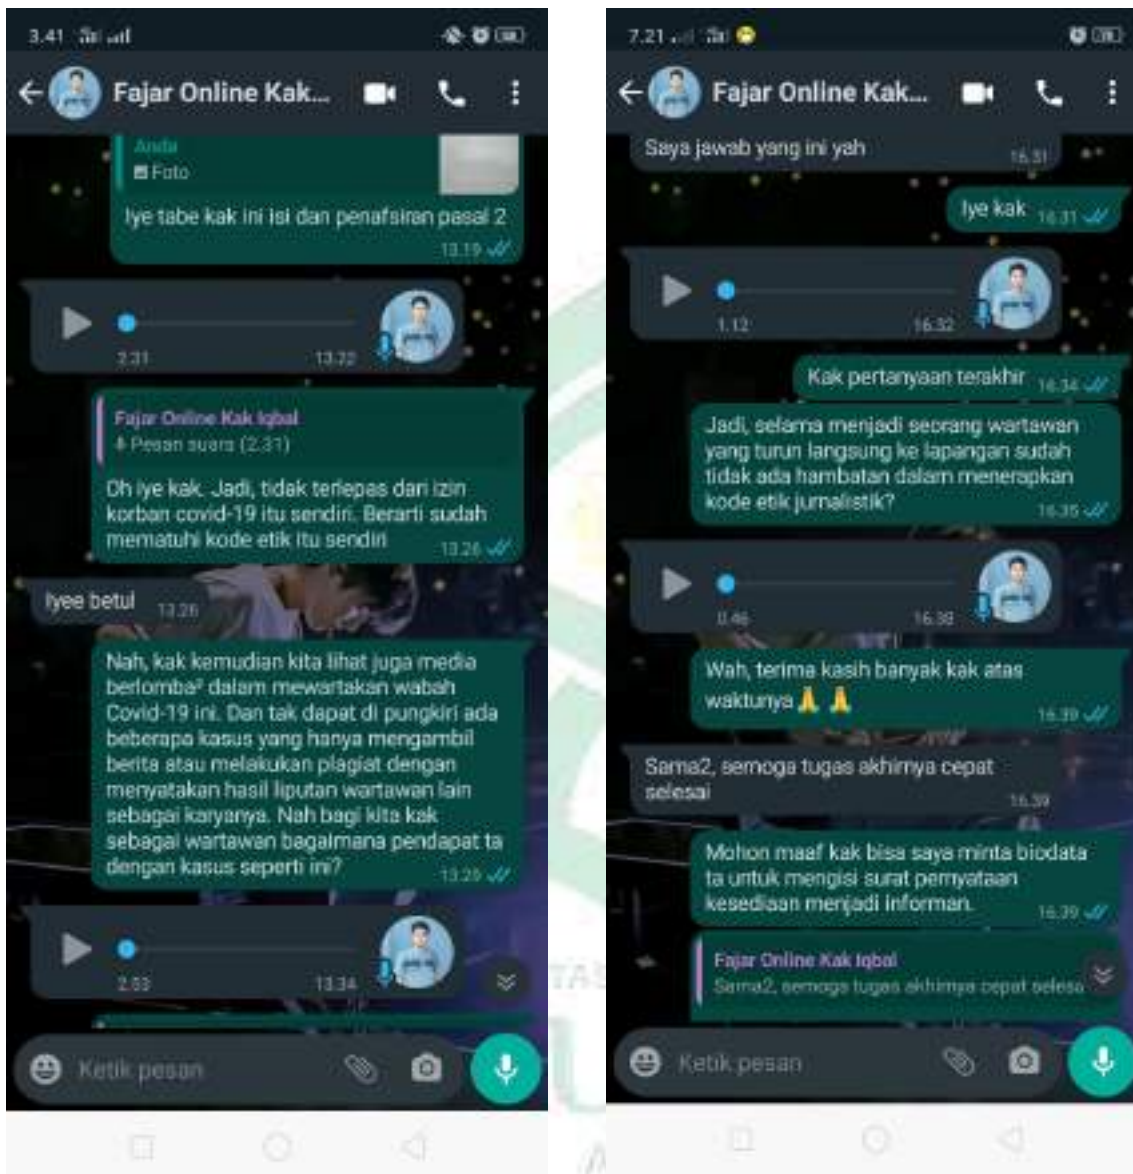 3.41
Fajar Online Kak...
Anda
Foto
Iye tabe kak ini isi dan penafsiran pasal 2
13.19
2.31
13.22
Fajar Online Kak Iqbal
Pesan suara (2.31)
Oh iye kak. Jadi, tidak terlepas dari izin
korban covid-19 itu sendiri. Berarti sudah
mematuhi kode etik itu sendiri
13.26
Iyee betul
13.26
Nah, kak kemudian kita lihat juga media
berlomba² dalam mewartakan wabah
Covid-19 ini. Dan tak dapat di pungkiri ada
beberapa kasus yang hanya mengambil
berita atau melakukan plagiat dengan
menyatakan hasil liputan wartawan lain
sebagai karyanya. Nah bagi kita kak
sebagai wartawan bagaimana pendapat ta
dengan kasus seperti ini?
13.29
2.53
13.34
Ketik pesan
7.21
Fajar Online Kak...
Saya jawab yang ini yah
16.31
Iye kak
16.31
1.12
16.32
Kak pertanyaan terakhir
16.34
Jadi, selama menjadi seorang wartawan
yang turun langsung ke lapangan sudah
tidak ada hambatan dalam menerapkan
kode etik jurnalistik?
16.35
0.46
16.38
Wah, terima kasih banyak kak atas
waktunya🙏 🙏
16.39
Sama2, semoga tugas akhirnya cepat
selesai
16.39
Mohon maaf kak bisa saya minta biodata
ta untuk mengisi surat pernyataan
kesediaan menjadi informan.
16.39
Fajar Online Kak Iqbal
Sama2, semoga tugas akhirnya cepat selesa
Ketik pesan